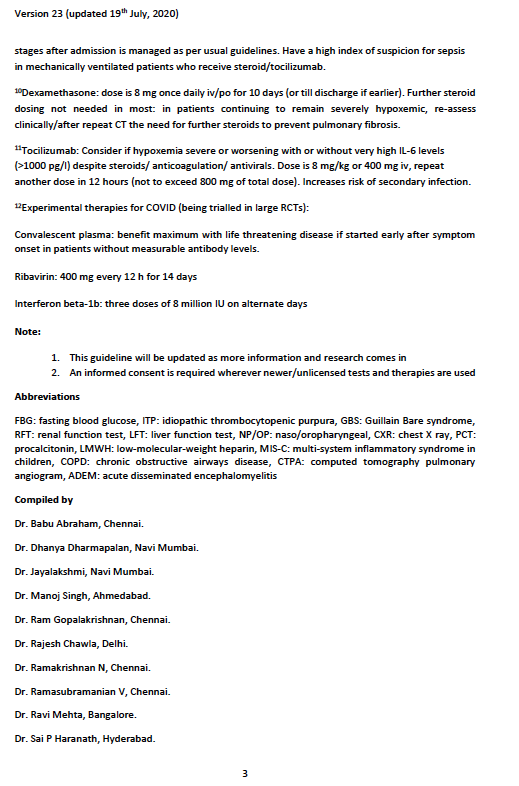 Version 23 (updated 19th July, 2020)
stages after admission is managed as per usual guidelines. Have a high index of suspicion for sepsis
in mechanically ventilated patients who receive steroid/tocilizumab.
10Dexamethasone: dose is 8 mg once daily iv/po for 10 days (or till discharge if earlier). Further steroid
dosing not needed in most: in patients continuing to remain severely hypoxemic, re-assess
clinically/after repeat CT the need for further steroids to prevent pulmonary fibrosis.
11Tocilizumab: Consider if hypoxemia severe or worsening with or without very high IL-6 levels
(>1000 pg/l) despite steroids/ anticoagulation/ antivirals. Dose is 8 mg/kg or 400 mg iv, repeat
another dose in 12 hours (not to exceed 800 mg of total dose). Increases risk of secondary infection.
12Experimental therapies for COVID (being trialled in large RCTs):
Convalescent plasma: benefit maximum with life threatening disease if started early after symptom
onset in patients without measurable antibody levels.
Ribavirin: 400 mg every 12 h for 14 days
Interferon beta-1b: three doses of 8 million IU on alternate days
Note:
1. This guideline will be updated as more information and research comes in
2. An informed consent is required wherever newer/unlicensed tests and therapies are used
Abbreviations
FBG: fasting blood glucose, ITP: idiopathic thrombocytopenic purpura, GBS: Guillain Bare syndrome,
RFT: renal function test, LFT: liver function test, NP/OP: naso/oropharyngeal, CXR: chest X ray, PCT:
procalcitonin, LMWH: low-molecular-weight heparin, MIS-C: multi-system inflammatory syndrome in
children, COPD: chronic obstructive airways disease, CTPA: computed tomography pulmonary
angiogram, ADEM: acute disseminated encephalomyelitis
Compiled by
Dr. Babu Abraham, Chennai.
Dr. Dhanya Dharmapalan, Navi Mumbai.
Dr. Jayalakshmi, Navi Mumbai.
Dr. Manoj Singh, Ahmedabad.
Dr. Ram Gopalakrishnan, Chennai.
Dr. Rajesh Chawla, Delhi.
Dr. Ramakrishnan N, Chennai.
Dr. Ramasubramanian V, Chennai.
Dr. Ravi Mehta, Bangalore.
Dr. Sai P Haranath, Hyderabad.
3